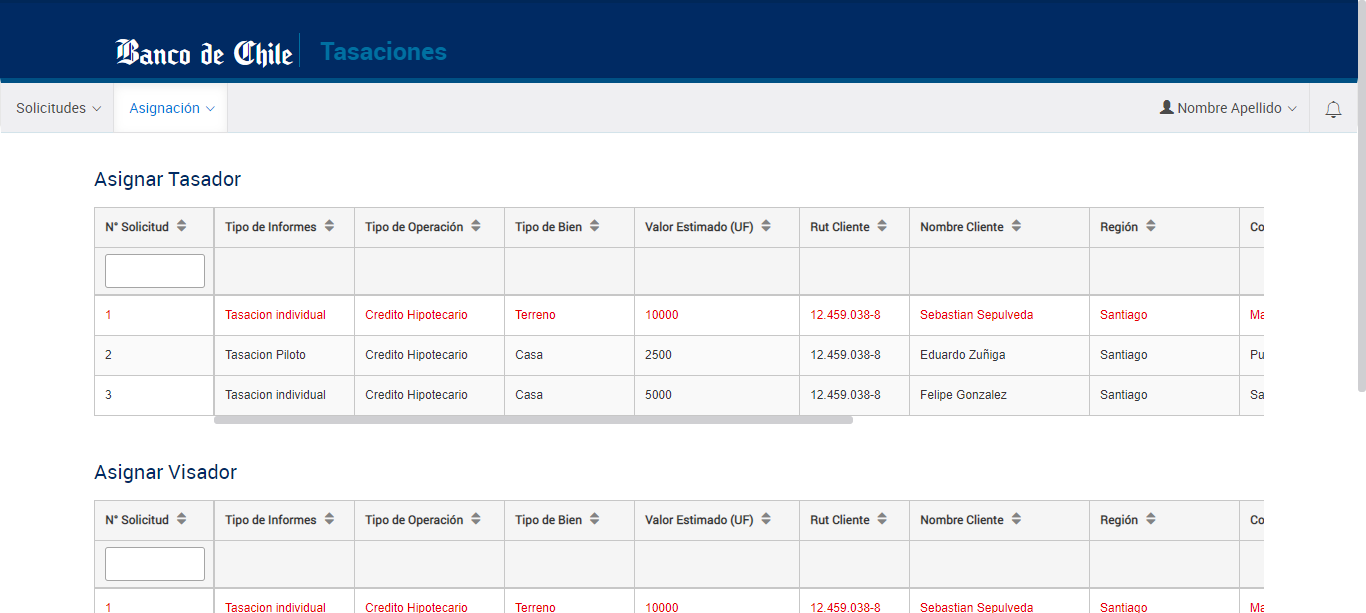 Banco de Chile Tasaciones
Solicitudes Asignación Nombre Apellido
Asignar Tasador
N° Solicitud Tipo de Informes Tipo de Operación Tipo de Bien Valor Estimado (UF) Rut Cliente Nombre Cliente Región Co
1 Tasacion individual Credito Hipotecario Terreno 10000 12.459.038-8 Sebastian Sepulveda Santiago Ma
2 Tasacion Piloto Credito Hipotecario Casa 2500 12.459.038-8 Eduardo Zuñiga Santiago Pu
3 Tasacion individual Credito Hipotecario Casa 5000 12.459.038-8 Felipe Gonzalez Santiago Sa
Asignar Visador
N° Solicitud Tipo de Informes Tipo de Operación Tipo de Bien Valor Estimado (UF) Rut Cliente Nombre Cliente Región Co
1 Tasacion individual Credito Hipotecario Terreno 10000 12.459.038-8 Sebastian Sepulveda Santiago Ma